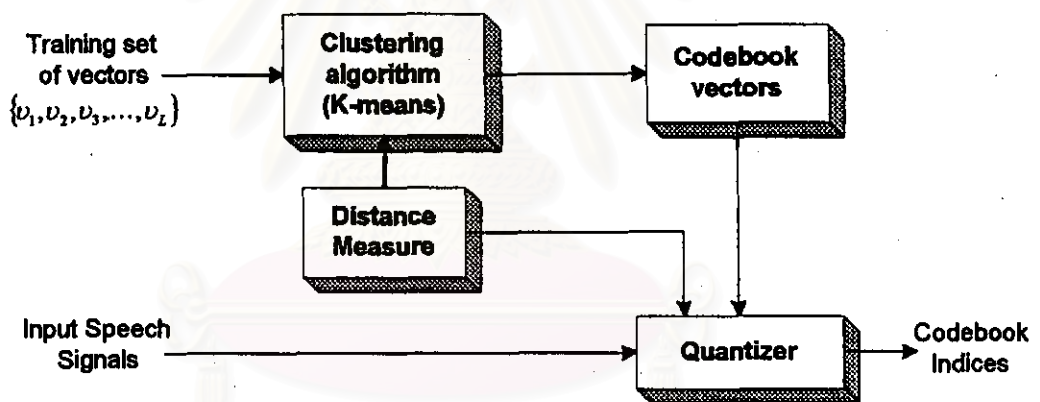 Training set
of vectors
{υ₁,υ₂,υ₃,...,υ_L}
Clustering
algorithm
(K-means)
Codebook
vectors
Distance
Measure
Input Speech
Signals
Quantizer
Codebook
Indices